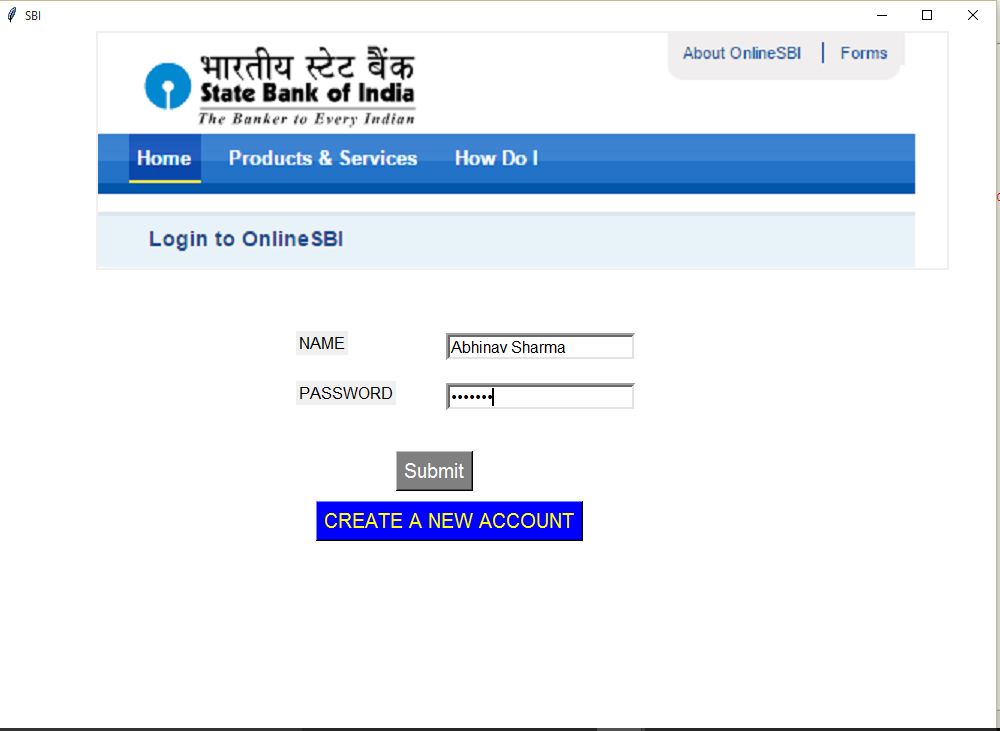 SBI
About OnlineSBI | Forms
भारतीय स्टेट बैंक
State Bank of India
The Banker to Every Indian
Home Products & Services How Do I
Login to OnlineSBI
NAME Abhinav Sharma
PASSWORD •••••••
Submit
CREATE A NEW ACCOUNT